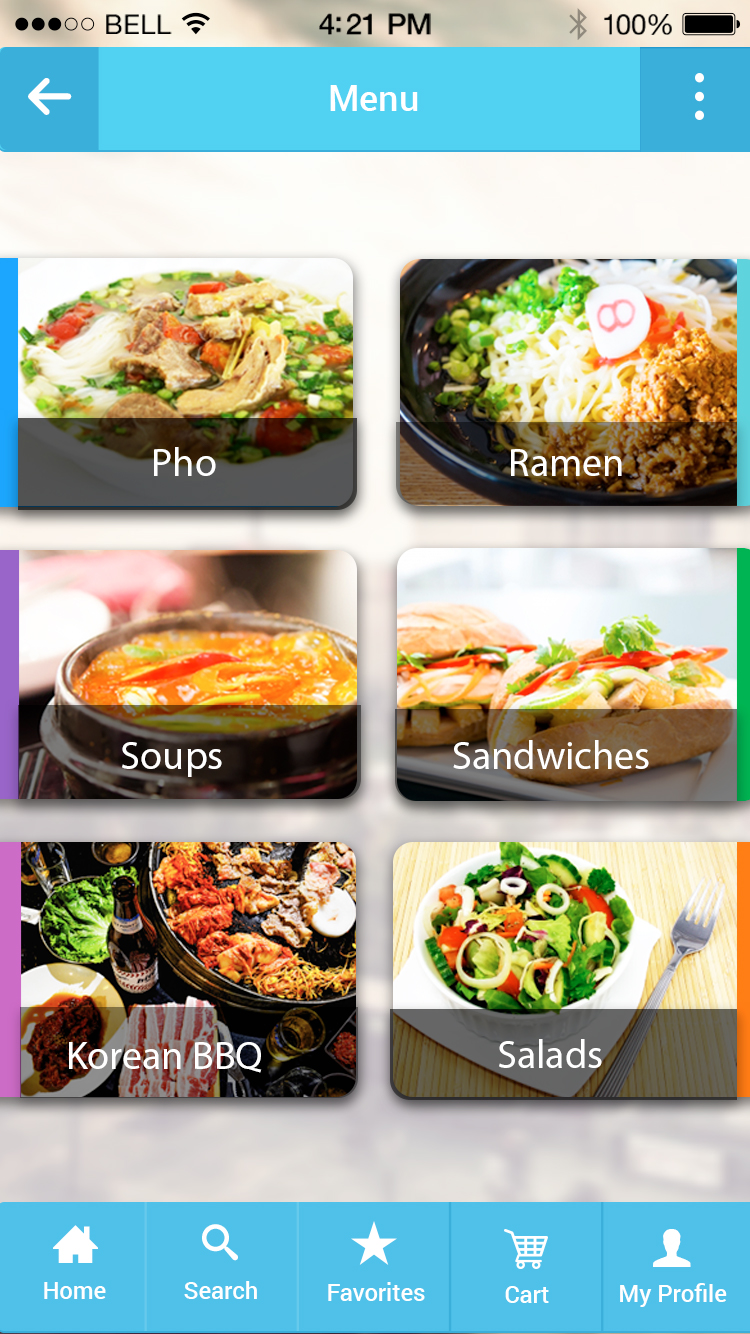 BELL 4:21 PM 100%
Menu
Pho
Ramen
Soups
Sandwiches
Korean BBQ
Salads
Home
Search
Favorites
Cart
My Profile